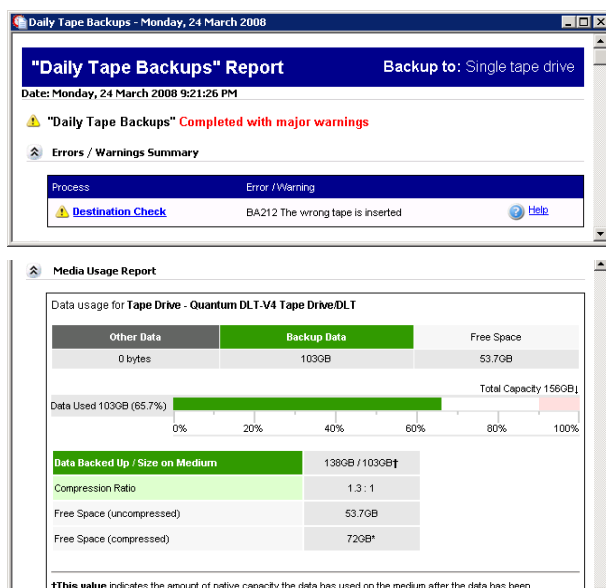 Daily Tape Backups - Monday, 24 March 2008
"Daily Tape Backups" Report Backup to: Single tape drive
Date: Monday, 24 March 2008 9:21:26 PM
"Daily Tape Backups" Completed with major warnings
Errors / Warnings Summary
Process Error / Warning
Destination Check BA212 The wrong tape is inserted Help
Media Usage Report
Data usage for Tape Drive - Quantum DLT-V4 Tape Drive/DLT
Other Data Backup Data Free Space
0 bytes 103GB 53.7GB
Total Capacity 156GB↓
Data Used 103GB (65.7%)
0% 20% 40% 60% 80% 100%
Data Backed Up / Size on Medium 138GB / 103GB†
Compression Ratio 1.3 : 1
Free Space (uncompressed) 53.7GB
Free Space (compressed) 72GB*
†This value indicates the amount of native capacity the data has used on the medium after the data has been